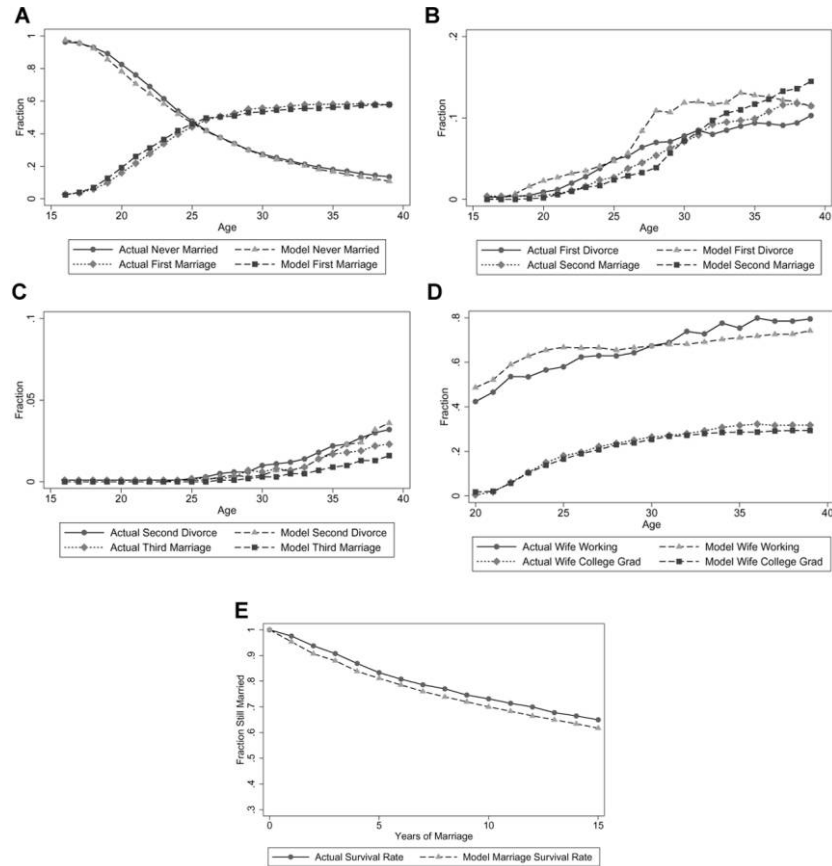 A
Fraction
1
.8
.6
.4
.2
0
15 20 25 30 35 40
Age
Actual Never Married Model Never Married
Actual First Marriage Model First Marriage
B
Fraction
.2
.1
0
15 20 25 30 35 40
Age
Actual First Divorce Model First Divorce
Actual Second Marriage Model Second Marriage
C
Fraction
.1
.05
0
15 20 25 30 35 40
Age
Actual Second Divorce Model Second Divorce
Actual Third Marriage Model Third Marriage
D
Fraction
.8
.6
.4
.2
0
20 25 30 35 40
Age
Actual Wife Working Model Wife Working
Actual Wife College Grad Model Wife College Grad
E
Fraction Still Married
1
.9
.8
.7
.6
.5
.4
.3
0 5 10 15
Years of Marriage
Actual Survival Rate Model Marriage Survival Rate